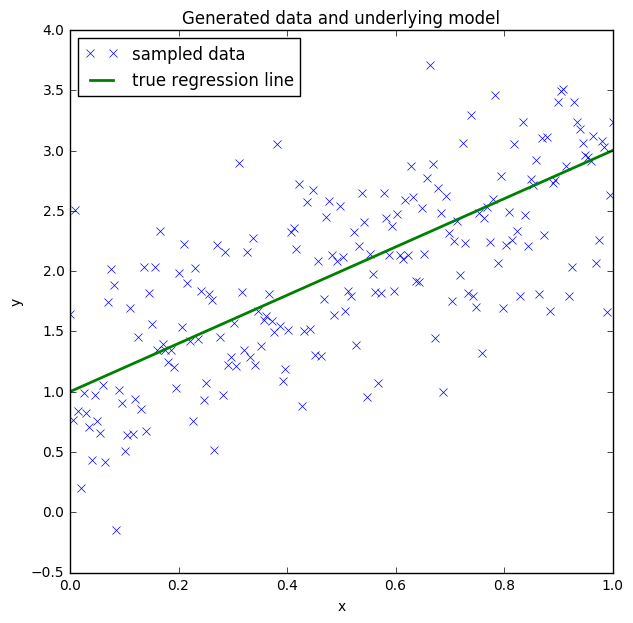 Generated data and underlying model
sampled data
true regression line
4.0
3.5
3.0
2.5
2.0
1.5
1.0
0.5
0.0
−0.5
y
0.0 0.2 0.4 0.6 0.8 1.0
x